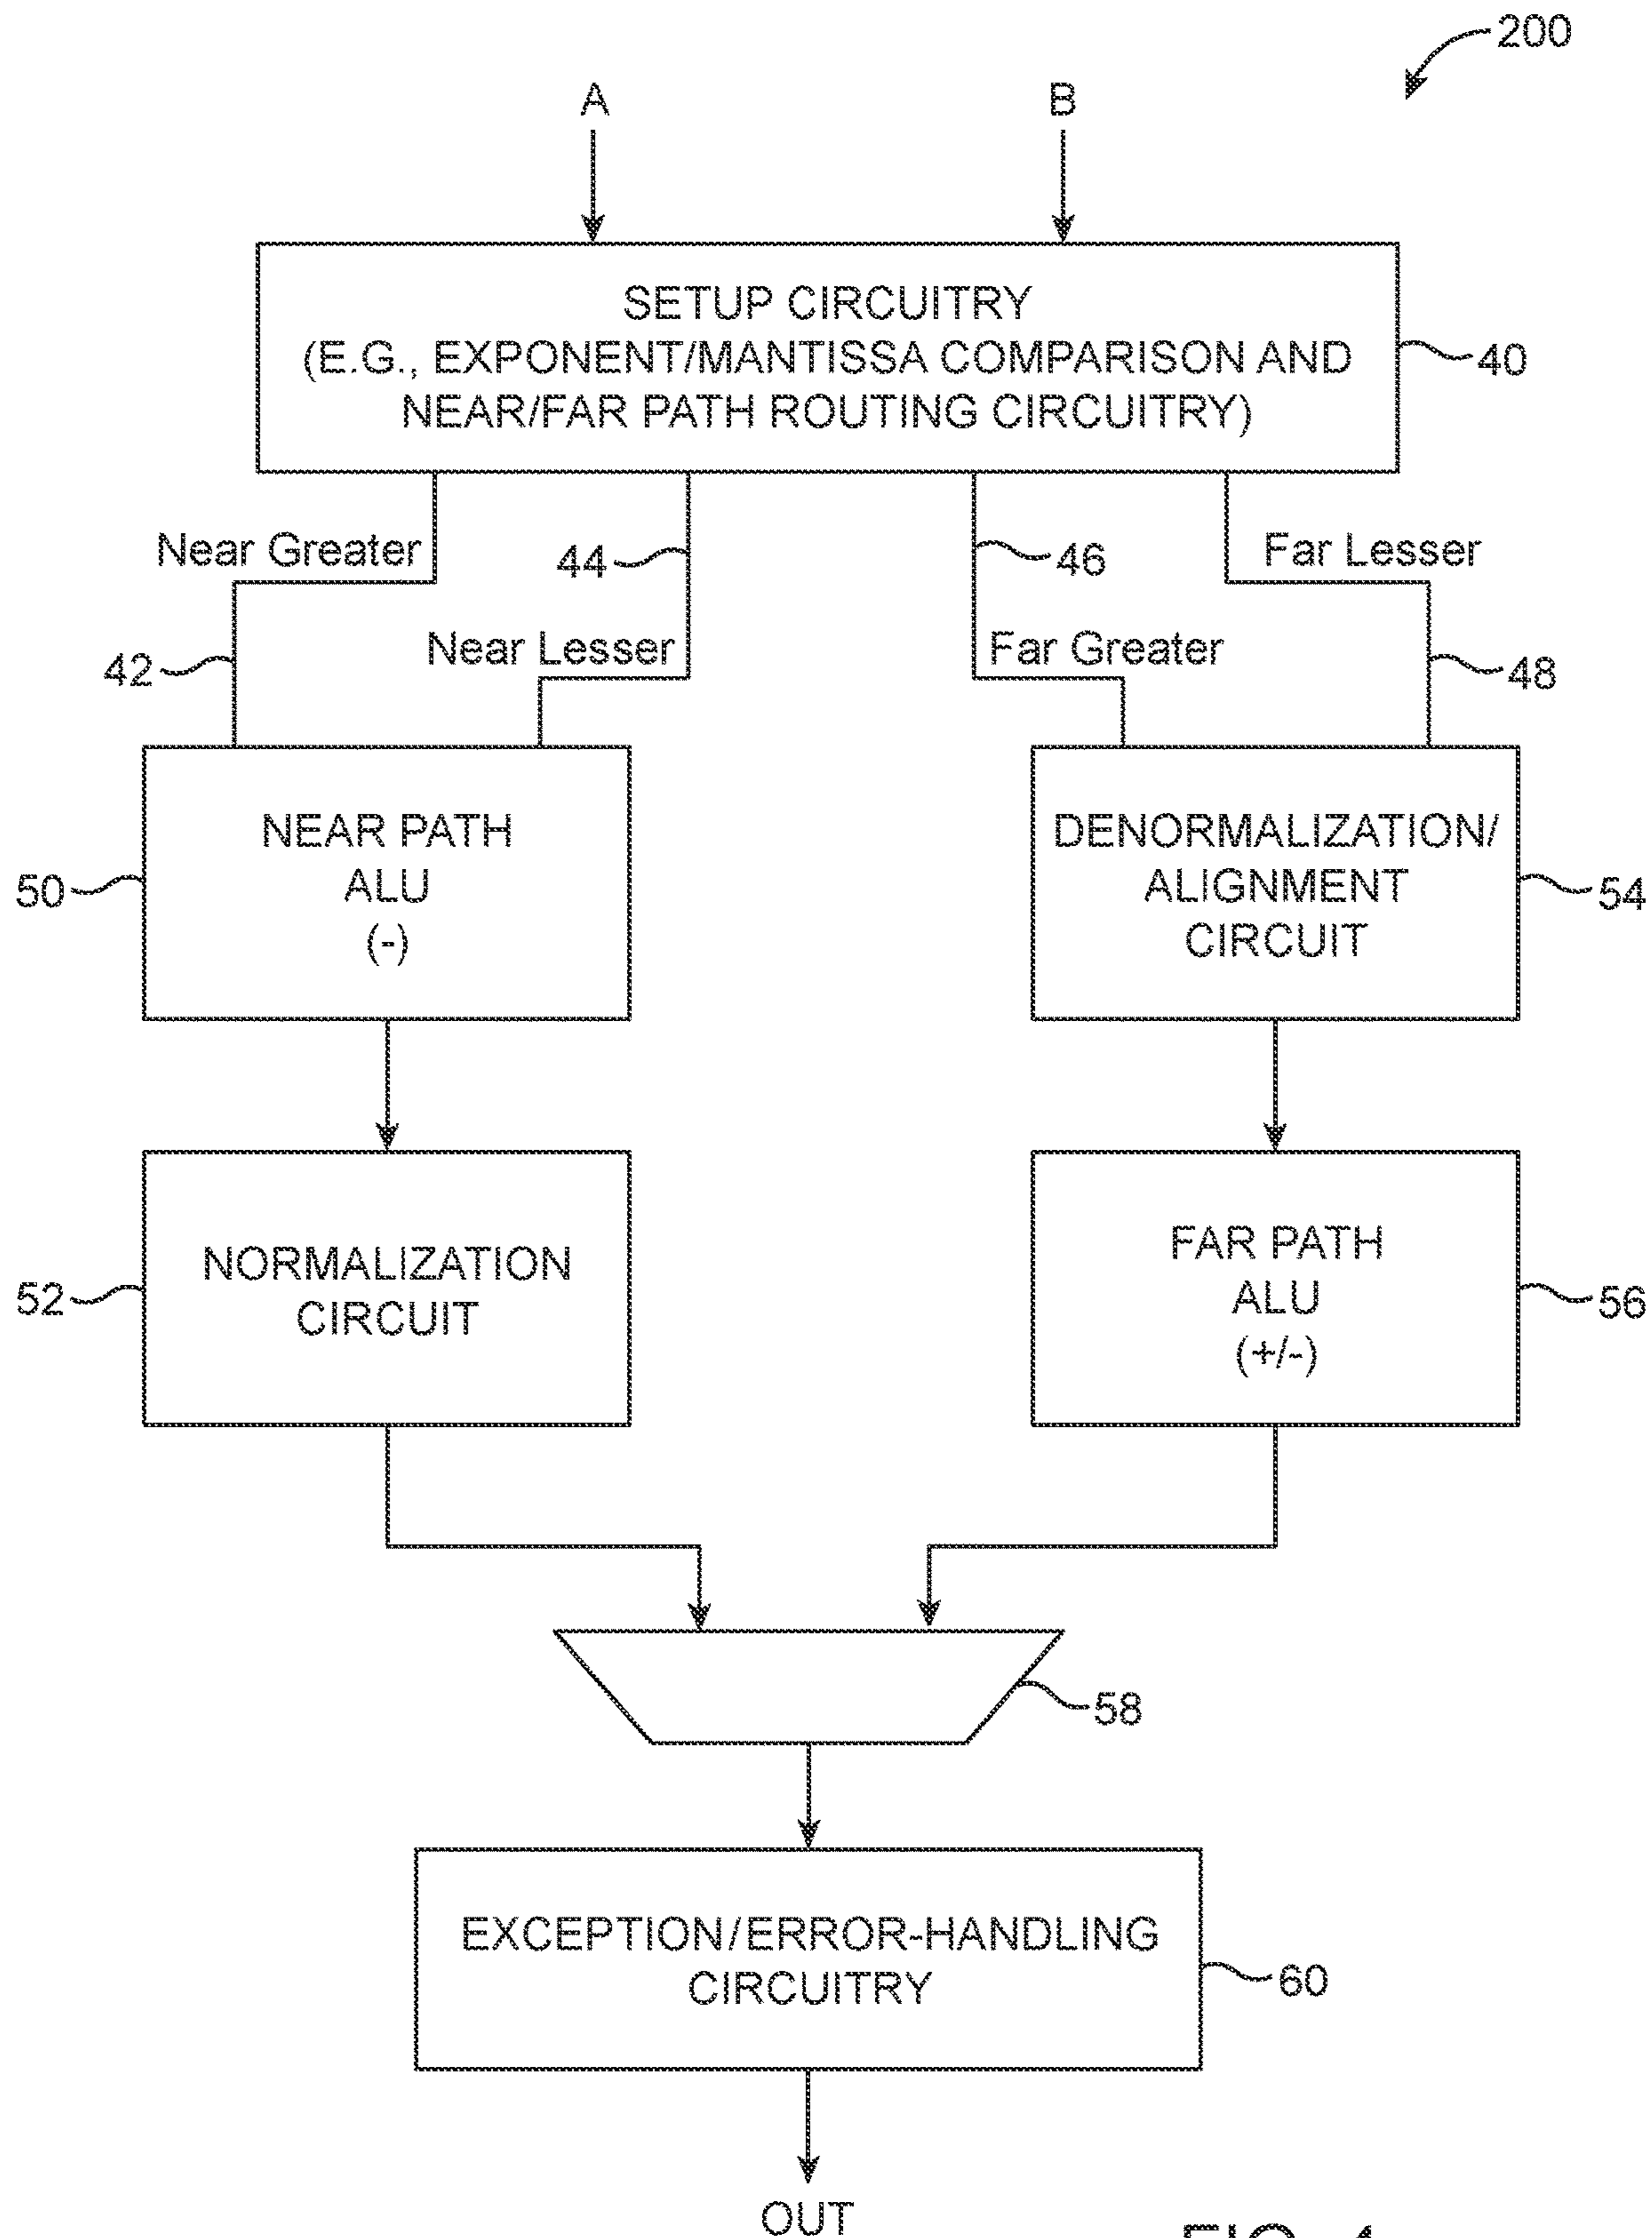 200
A
B
SETUP CIRCUITRY
(E.G., EXPONENT/MANTISSA COMPARISON AND
NEAR/FAR PATH ROUTING CIRCUITRY)
40
Near Greater
44
46
Far Lesser
42
Near Lesser
Far Greater
48
NEAR PATH
ALU
(-)
50
DENORMALIZATION/
ALIGNMENT
CIRCUIT
54
NORMALIZATION
CIRCUIT
52
FAR PATH
ALU
(+/-)
56
58
EXCEPTION/ERROR-HANDLING
CIRCUITRY
60
OUT